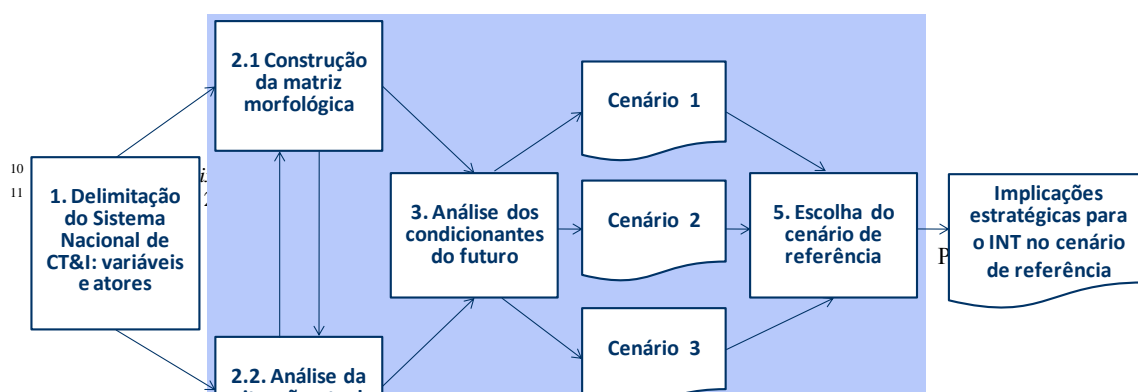 2.1 Construção
da matriz
morfológica
Cenário 1
10
11
1. Delimitação
do Sistema
Nacional de
CT&I: variáveis
e atores
3. Análise dos
condicionantes
do futuro
Cenário 2
5. Escolha do
cenário de
referência
P
Implicações
estratégicas para
o INT no cenário
de referência
Cenário 3
2.2. Análise da